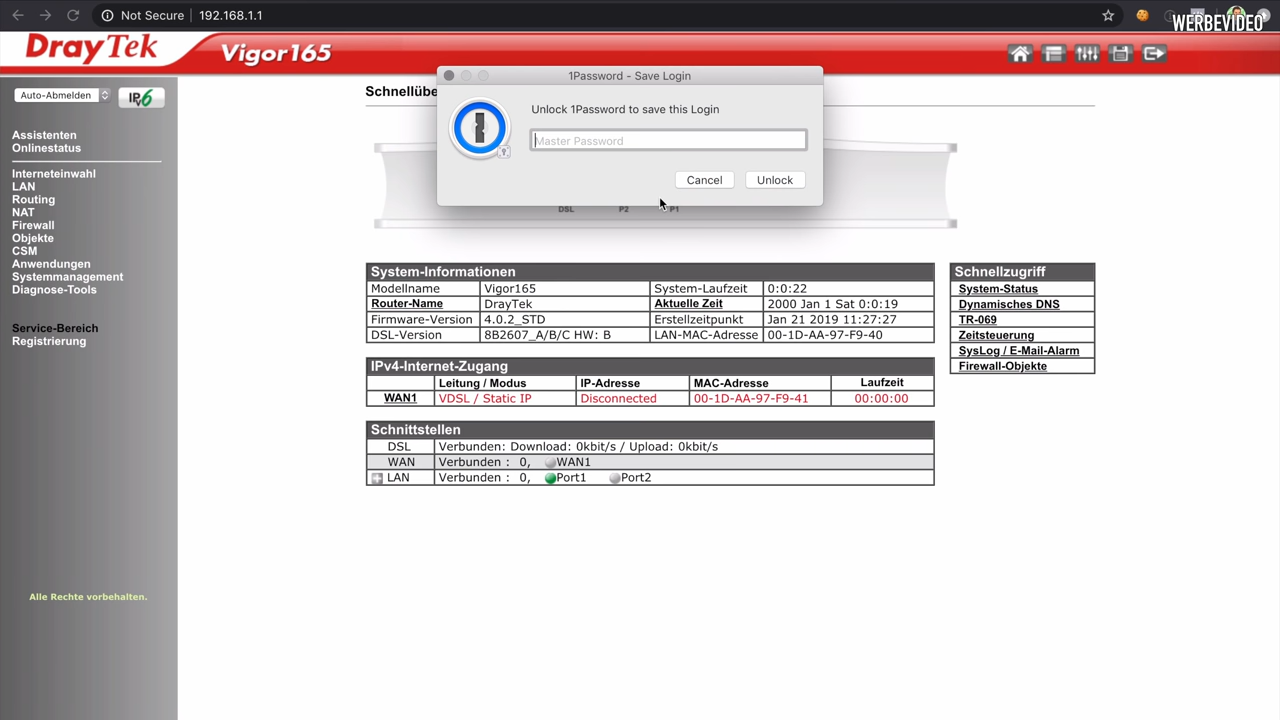 Not Secure | 192.168.1.1
WERBEVIDEO
DrayTek
Vigor165
1Password - Save Login
Unlock 1Password to save this Login
Master Password
Cancel
Unlock
Auto-Abmelden
IPv6
Assistenten
Onlinestatus
Interneteinwahl
LAN
Routing
NAT
Firewall
Objekte
CSM
Anwendungen
Systemmanagement
Diagnose-Tools
Service-Bereich
Registrierung
Alle Rechte vorbehalten.
Schnellübe
DSL P2 P1
System-Informationen
Modellname Vigor165 System-Laufzeit 0:0:22
Router-Name DrayTek Aktuelle Zeit 2000 Jan 1 Sat 0:0:19
Firmware-Version 4.0.2_STD Erstellzeitpunkt Jan 21 2019 11:27:27
DSL-Version 8B2607_A/B/C HW: B LAN-MAC-Adresse 00-1D-AA-97-F9-40
IPv4-Internet-Zugang
Leitung / Modus IP-Adresse MAC-Adresse Laufzeit
WAN1 VDSL / Static IP Disconnected 00-1D-AA-97-F9-41 00:00:00
Schnittstellen
DSL Verbunden: Download: 0kbit/s / Upload: 0kbit/s
WAN Verbunden : 0, WAN1
LAN Verbunden : 0, Port1 Port2
Schnellzugriff
System-Status
Dynamisches DNS
TR-069
Zeitsteuerung
SysLog / E-Mail-Alarm
Firewall-Objekte